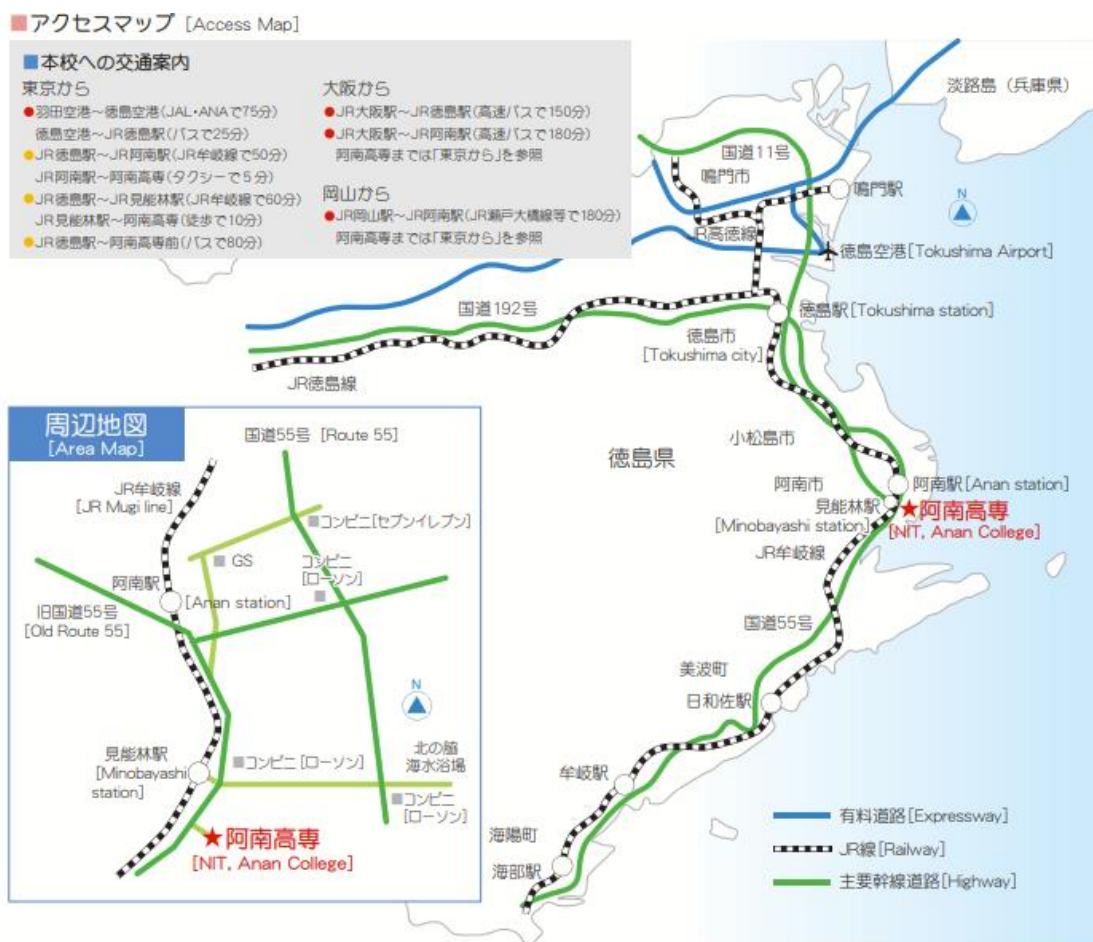 ■アクセスマップ [Access Map]
■本校への交通案内
東京から
●羽田空港～徳島空港(JAL・ANAで75分)
徳島空港～JR徳島駅(バスで25分)
●JR徳島駅～JR阿南駅(JR牟岐線で50分)
JR阿南駅～阿南高専(タクシーで5分)
●JR徳島駅～JR見能林駅(JR牟岐線で60分)
JR見能林駅～阿南高専(徒歩で10分)
●JR徳島駅～阿南高専前(バスで80分)
大阪から
●JR大阪駅～JR徳島駅(高速バスで150分)
●JR大阪駅～JR阿南駅(高速バスで180分)
阿南高専までは「東京から」を参照
岡山から
●JR岡山駅～JR阿南駅(JR瀬戸大橋線等で180分)
阿南高専までは「東京から」を参照
淡路島（兵庫県）
国道11号
鳴門市
鳴門駅
N
JR高徳線
徳島空港[Tokushima Airport]
国道192号
徳島駅[Tokushima station]
徳島市
[Tokushima city]
JR徳島線
小松島市
徳島県
阿南市
阿南駅[Anan station]
見能林駅
[Minobayashi station]
★阿南高専
[NIT, Anan College]
JR牟岐線
国道55号
美波町
日和佐駅
牟岐駅
海陽町
海部駅
有料道路[Expressway]
JR線[Railway]
主要幹線道路[Highway]
周辺地図
[Area Map]
国道55号 [Route 55]
JR牟岐線
[JR Mugi line]
コンビニ[セブンイレブン]
GS
コンビニ
[ローソン]
阿南駅
[Anan station]
旧国道55号
[Old Route 55]
N
見能林駅
[Minobayashi
station]
コンビニ[ローソン]
北の脇
海水浴場
コンビニ
[ローソン]
★阿南高専
[NIT, Anan College]